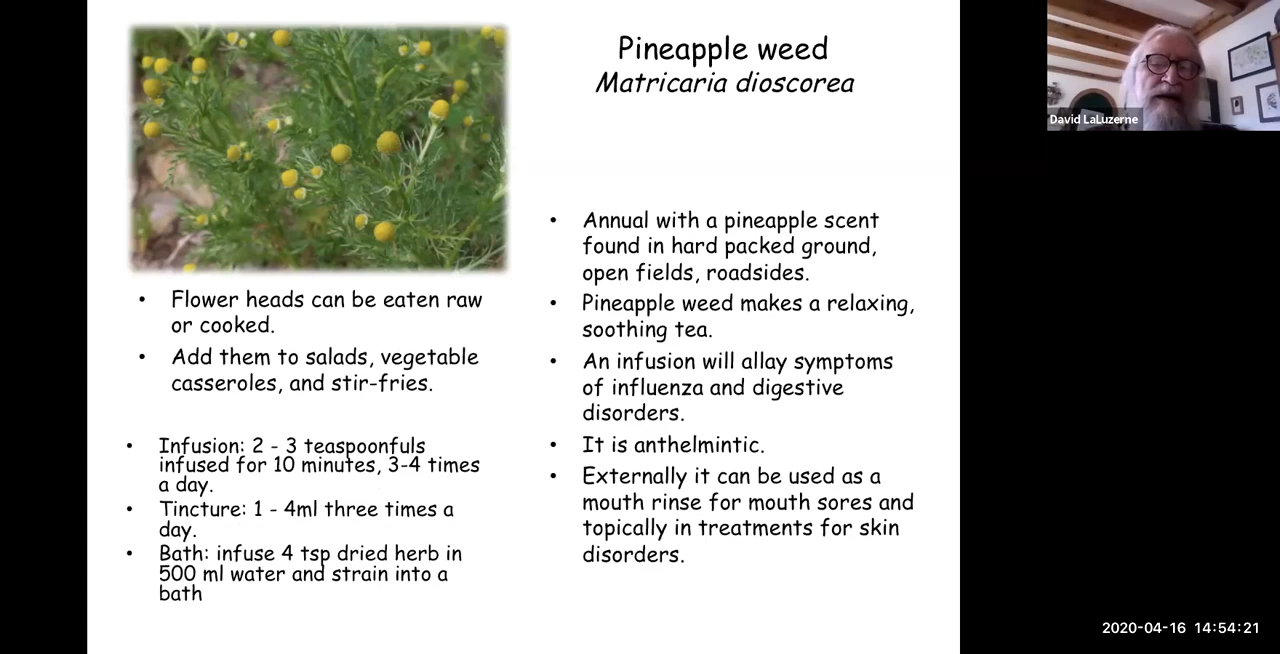 Pineapple weed
Matricaria dioscorea
David LaLuzerne
• Flower heads can be eaten raw
or cooked.
• Add them to salads, vegetable
casseroles, and stir-fries.
• Infusion: 2 - 3 teaspoonfuls
infused for 10 minutes, 3-4 times
a day.
• Tincture: 1 - 4ml three times a
day.
• Bath: infuse 4 tsp dried herb in
500 ml water and strain into a
bath
• Annual with a pineapple scent
found in hard packed ground,
open fields, roadsides.
• Pineapple weed makes a relaxing,
soothing tea.
• An infusion will allay symptoms
of influenza and digestive
disorders.
• It is anthelmintic.
• Externally it can be used as a
mouth rinse for mouth sores and
topically in treatments for skin
disorders.
2020-04-16 14:54:21